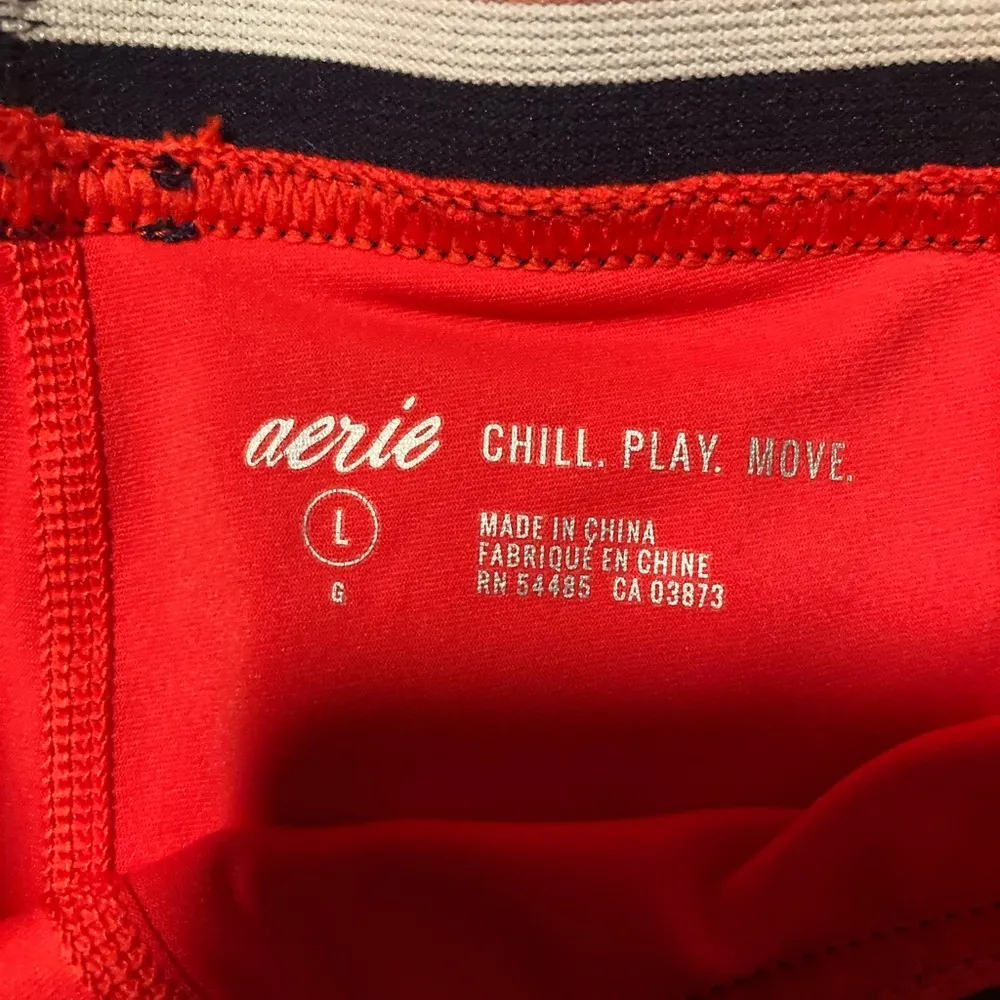 aerie CHILL. PLAY. MOVE.
L
G
MADE IN CHINA
FABRIQUÉ EN CHINE
RN 54485 CA 03873